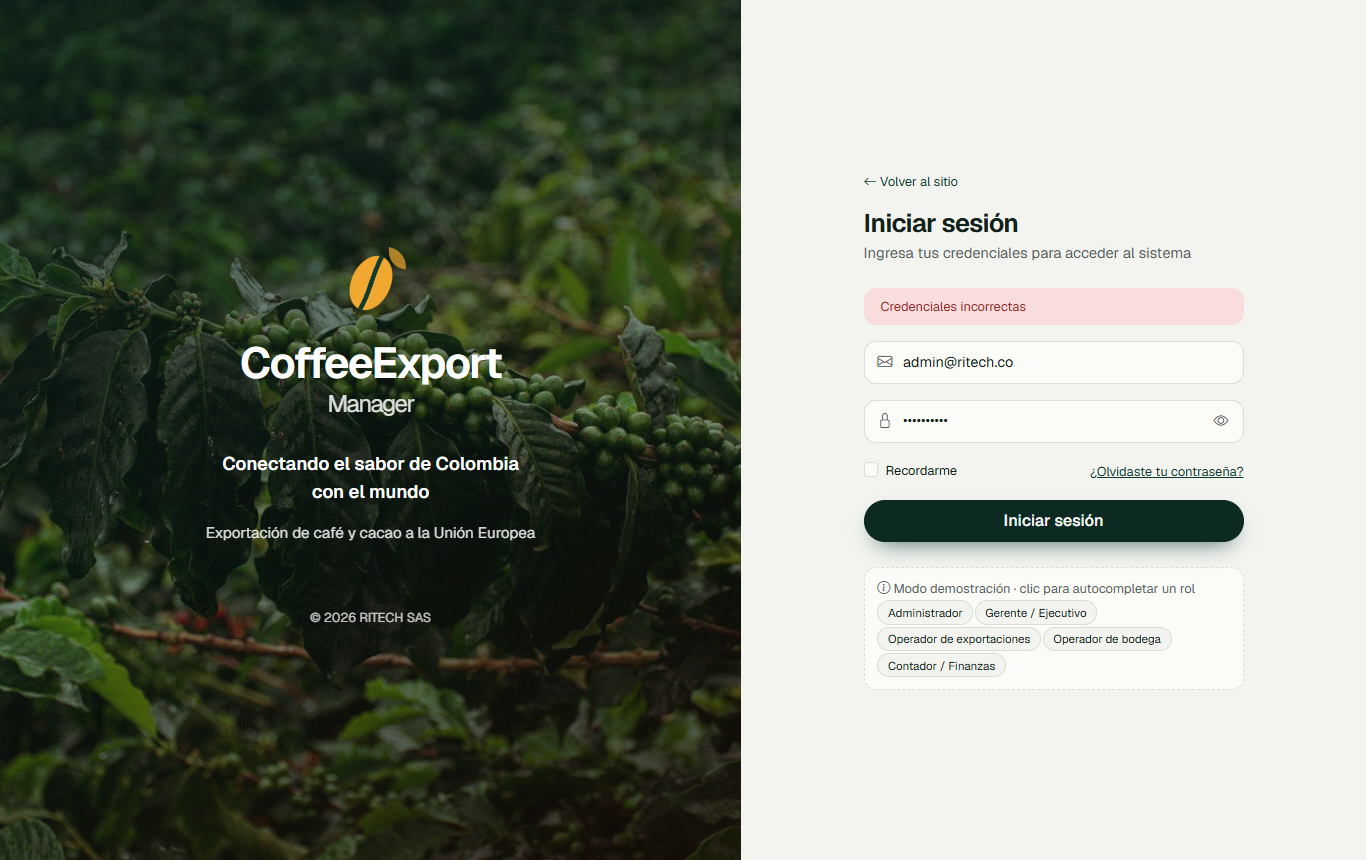 CoffeeExport
Manager
Conectando el sabor de Colombia
con el mundo
Exportación de café y cacao a la Unión Europea
© 2026 RITECH SAS
← Volver al sitio
Iniciar sesión
Ingresa tus credenciales para acceder al sistema
Credenciales incorrectas
admin@ritech.co
••••••••••
Recordarme
¿Olvidaste tu contraseña?
Iniciar sesión
Modo demostración · clic para autocompletar un rol
Administrador
Gerente / Ejecutivo
Operador de exportaciones
Operador de bodega
Contador / Finanzas